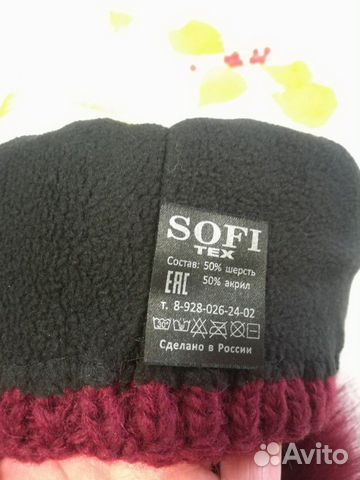 SOFI
TEX
Состав: 50% шерсть
EAC 50% акрил
т. 8-928-026-24-02
Сделано в России
Avito